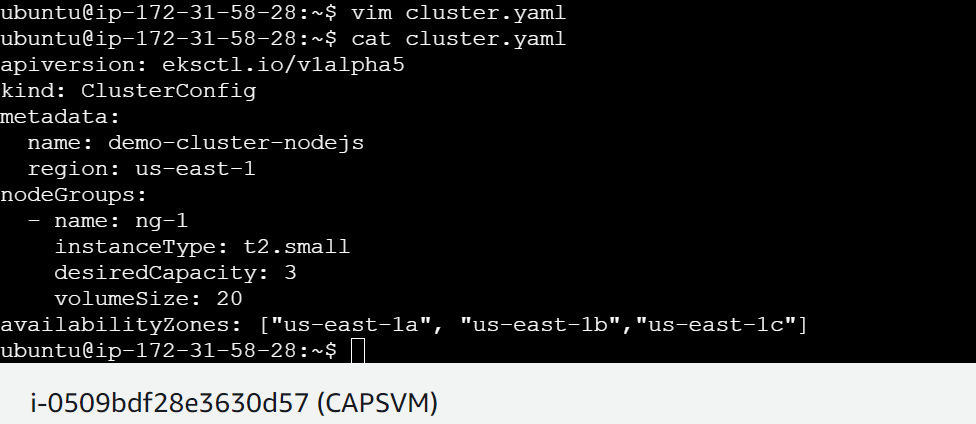 ubuntu@ip-172-31-58-28:~$ vim cluster.yaml
ubuntu@ip-172-31-58-28:~$ cat cluster.yaml
apiversion: eksctl.io/v1alpha5
kind: ClusterConfig
metadata:
  name: demo-cluster-nodejs
  region: us-east-1
nodeGroups:
  - name: ng-1
    instanceType: t2.small
    desiredCapacity: 3
    volumeSize: 20
availabilityZones: ["us-east-1a", "us-east-1b","us-east-1c"]
ubuntu@ip-172-31-58-28:~$
i-0509bdf28e3630d57 (CAPSVM)